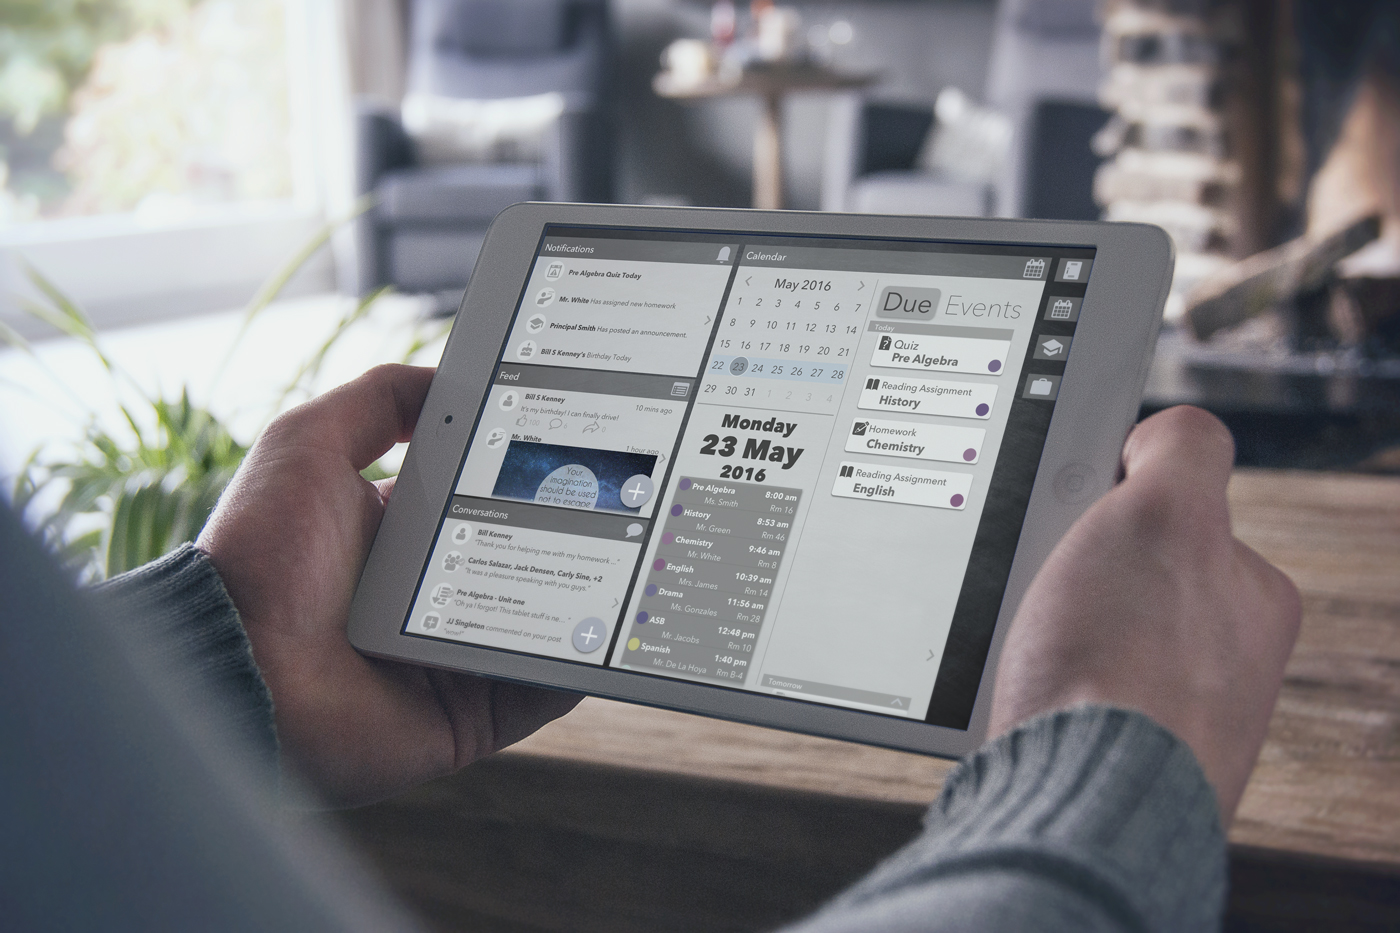 Notifications
Pre Algebra Quiz Today
Mr. White Has assigned new homework
Principal Smith Has posted an announcement.
Bill S Kenney's Birthday Today
Feed
Bill S Kenney
10 mins ago
It's my birthday! I can finally drive!
100
6
Mr. White
1 hour ago
Your
imagination
should be used
not to escape
Conversations
Bill Kenney
"Thank you for helping me with my homework..."
Carlos Salazar, Jack Densen, Carly Sine, +2
"It was a pleasure speaking with you guys."
Pre Algebra - Unit one
"Oh ya I forgot! This tablet stuff is ne... "
JJ Singleton commented on your post
Calendar
May 2016
1 2 3 4 5 6 7
8 9 10 11 12 13 14
15 16 17 18 19 20 21
22 23 24 25 26 27 28
29 30 31 1 2 3 4
Monday
23 May
2016
Pre Algebra 8:00 am
Ms. Smith Rm 16
History 8:53 am
Mr. Green Rm 46
Chemistry 9:46 am
Mr. White Rm 8
English 10:39 am
Mrs. James Rm 14
Drama 11:56 am
Ms. Gonzales Rm 28
ASB 12:48 pm
Mr. Jacobs Rm 10
Spanish 1:40 pm
Mr. De La Hoya Rm B-4
Due Events
Today
Quiz
Pre Algebra
Reading Assignment
History
Homework
Chemistry
Reading Assignment
English
Tomorrow